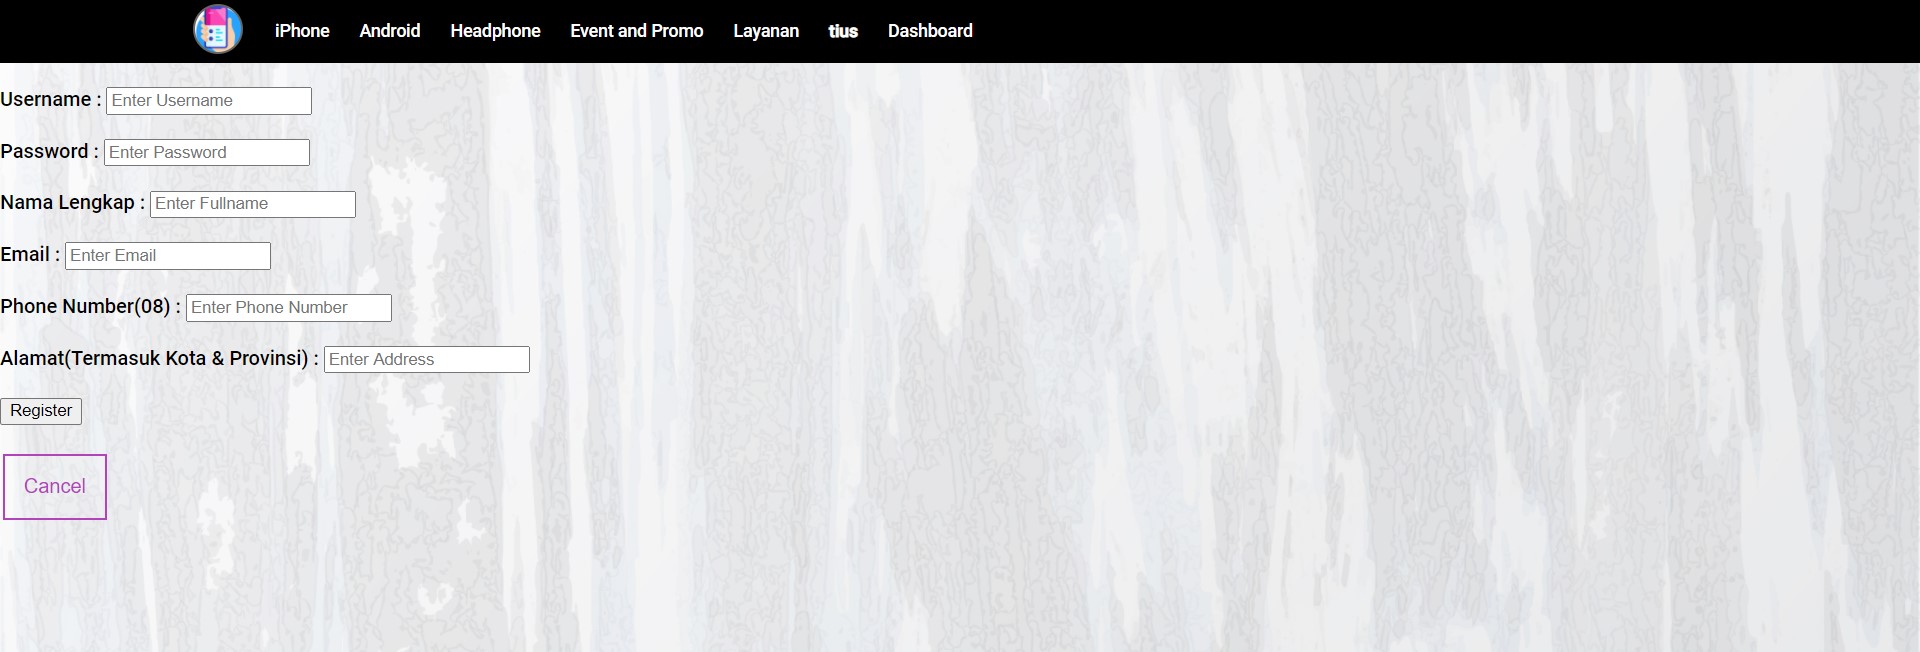 iPhone Android Headphone Event and Promo Layanan tius Dashboard
Username : Enter Username
Password : Enter Password
Nama Lengkap : Enter Fullname
Email : Enter Email
Phone Number(08) : Enter Phone Number
Alamat(Termasuk Kota & Provinsi) : Enter Address
Register
Cancel